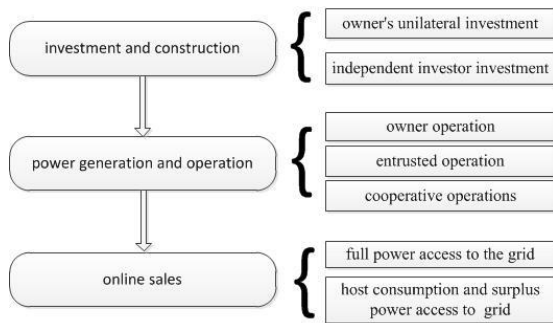 investment and construction
owner's unilateral investment
independent investor investment
power generation and operation
owner operation
entrusted operation
cooperative operations
online sales
full power access to the grid
host consumption and surplus
power access to grid